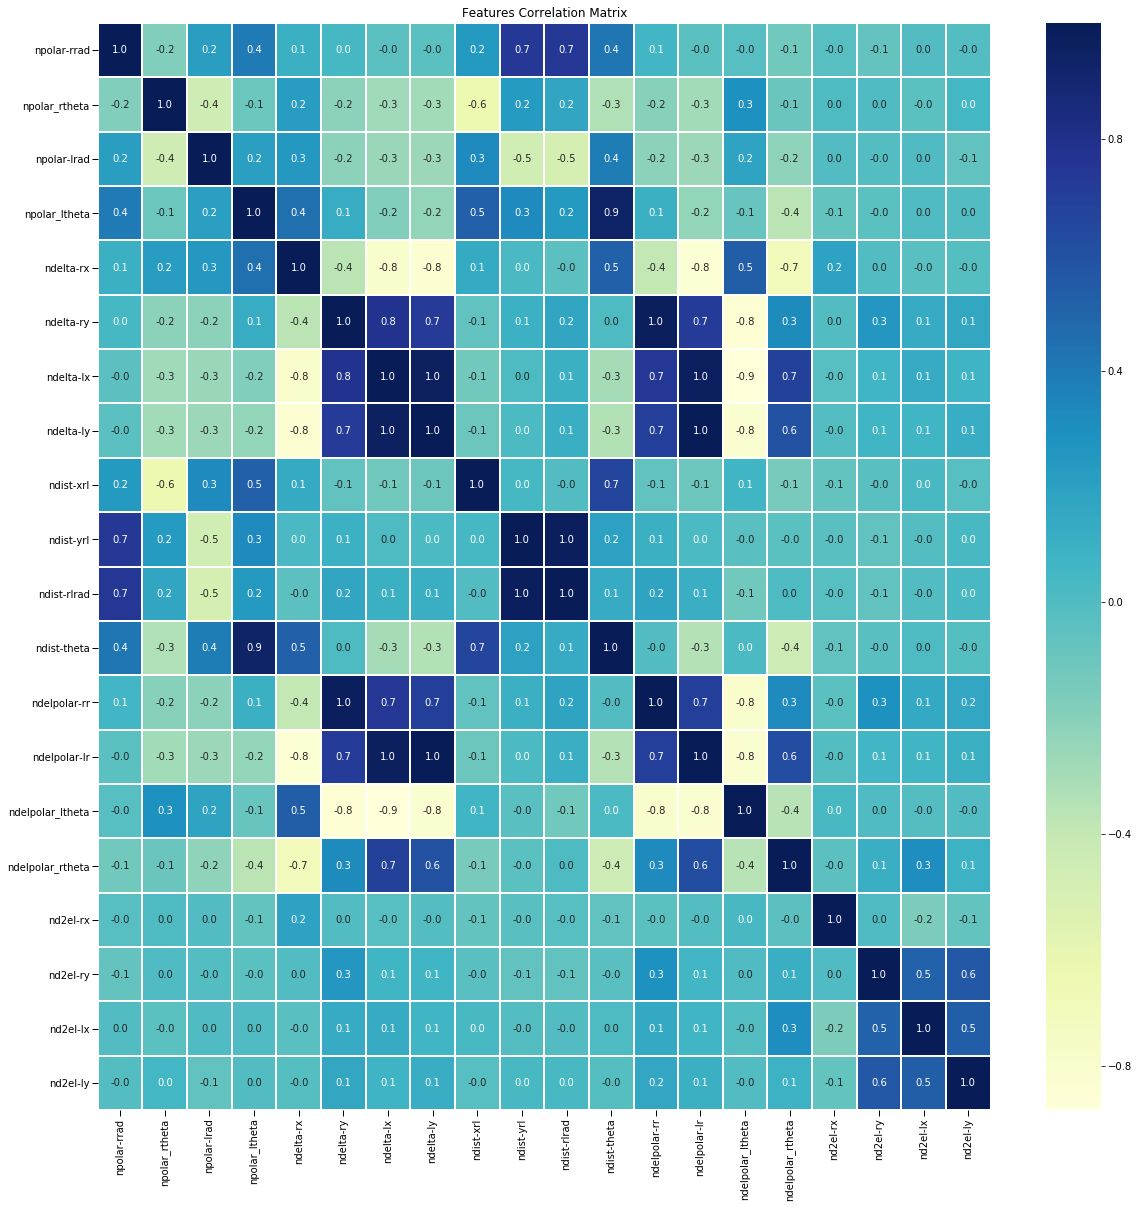 Features Correlation Matrix
npolar-rrad 1.0 -0.2 0.2 0.4 0.1 0.0 -0.0 -0.0 0.2 0.7 0.7 0.4 0.1 -0.0 -0.0 -0.1 -0.0 -0.1 0.0 -0.0
npolar_rtheta -0.2 1.0 -0.4 -0.1 0.2 -0.2 -0.3 -0.3 -0.6 0.2 0.2 -0.3 -0.2 -0.3 0.3 -0.1 0.0 0.0 -0.0 0.0
npolar-lrad 0.2 -0.4 1.0 0.2 0.3 -0.2 -0.3 -0.3 0.3 -0.5 -0.5 0.4 -0.2 -0.3 0.2 -0.2 0.0 -0.0 0.0 -0.1
npolar_ltheta 0.4 -0.1 0.2 1.0 0.4 0.1 -0.2 -0.2 0.5 0.3 0.2 0.9 0.1 -0.2 -0.1 -0.4 -0.1 -0.0 0.0 0.0
ndelta-rx 0.1 0.2 0.3 0.4 1.0 -0.4 -0.8 -0.8 0.1 0.0 -0.0 0.5 -0.4 -0.8 0.5 -0.7 0.2 0.0 -0.0 -0.0
ndelta-ry 0.0 -0.2 -0.2 0.1 -0.4 1.0 0.8 0.7 -0.1 0.1 0.2 0.0 1.0 0.7 -0.8 0.3 0.0 0.3 0.1 0.1
ndelta-lx -0.0 -0.3 -0.3 -0.2 -0.8 0.8 1.0 1.0 -0.1 0.0 0.1 -0.3 0.7 1.0 -0.9 0.7 -0.0 0.1 0.1 0.1
ndelta-ly -0.0 -0.3 -0.3 -0.2 -0.8 0.7 1.0 1.0 -0.1 0.0 0.1 -0.3 0.7 1.0 -0.8 0.6 -0.0 0.1 0.1 0.1
ndist-xrl 0.2 -0.6 0.3 0.5 0.1 -0.1 -0.1 -0.1 1.0 0.0 -0.0 0.7 -0.1 -0.1 0.1 -0.1 -0.1 -0.0 0.0 -0.0
ndist-yrl 0.7 0.2 -0.5 0.3 0.0 0.1 0.0 0.0 0.0 1.0 1.0 0.2 0.1 0.0 -0.0 -0.0 -0.0 -0.1 -0.0 0.0
ndist-rlrad 0.7 0.2 -0.5 0.2 -0.0 0.2 0.1 0.1 -0.0 1.0 1.0 0.1 0.2 0.1 -0.1 0.0 -0.0 -0.1 -0.0 0.0
ndist-theta 0.4 -0.3 0.4 0.9 0.5 0.0 -0.3 -0.3 0.7 0.2 0.1 1.0 -0.0 -0.3 0.0 -0.4 -0.1 -0.0 0.0 -0.0
ndelpolar-rr 0.1 -0.2 -0.2 0.1 -0.4 1.0 0.7 0.7 -0.1 0.1 0.2 -0.0 1.0 0.7 -0.8 0.3 -0.0 0.3 0.1 0.2
ndelpolar-lr -0.0 -0.3 -0.3 -0.2 -0.8 0.7 1.0 1.0 -0.1 0.0 0.1 -0.3 0.7 1.0 -0.8 0.6 -0.0 0.1 0.1 0.1
ndelpolar_ltheta -0.0 0.3 0.2 -0.1 0.5 -0.8 -0.9 -0.8 0.1 -0.0 -0.1 0.0 -0.8 -0.8 1.0 -0.4 0.0 0.0 -0.0 -0.0
ndelpolar_rtheta -0.1 -0.1 -0.2 -0.4 -0.7 0.3 0.7 0.6 -0.1 -0.0 0.0 -0.4 0.3 0.6 -0.4 1.0 -0.0 0.1 0.3 0.1
nd2el-rx -0.0 0.0 0.0 -0.1 0.2 0.0 -0.0 -0.0 -0.1 -0.0 -0.0 -0.1 -0.0 -0.0 0.0 -0.0 1.0 0.0 -0.2 -0.1
nd2el-ry -0.1 0.0 -0.0 -0.0 0.0 0.3 0.1 0.1 -0.0 -0.1 -0.1 -0.0 0.3 0.1 0.0 0.1 0.0 1.0 0.5 0.6
nd2el-lx 0.0 -0.0 0.0 0.0 -0.0 0.1 0.1 0.1 0.0 -0.0 -0.0 0.0 0.1 0.1 -0.0 0.3 -0.2 0.5 1.0 0.5
nd2el-ly -0.0 0.0 -0.1 0.0 -0.0 0.1 0.1 0.1 -0.0 0.0 0.0 -0.0 0.2 0.1 -0.0 0.1 -0.1 0.6 0.5 1.0
npolar-rrad npolar_rtheta npolar-lrad npolar_ltheta ndelta-rx ndelta-ry ndelta-lx ndelta-ly ndist-xrl ndist-yrl ndist-rlrad ndist-theta ndelpolar-rr ndelpolar-lr ndelpolar_ltheta ndelpolar_rtheta nd2el-rx nd2el-ry nd2el-lx nd2el-ly
0.8
0.4
0.0
−0.4
−0.8